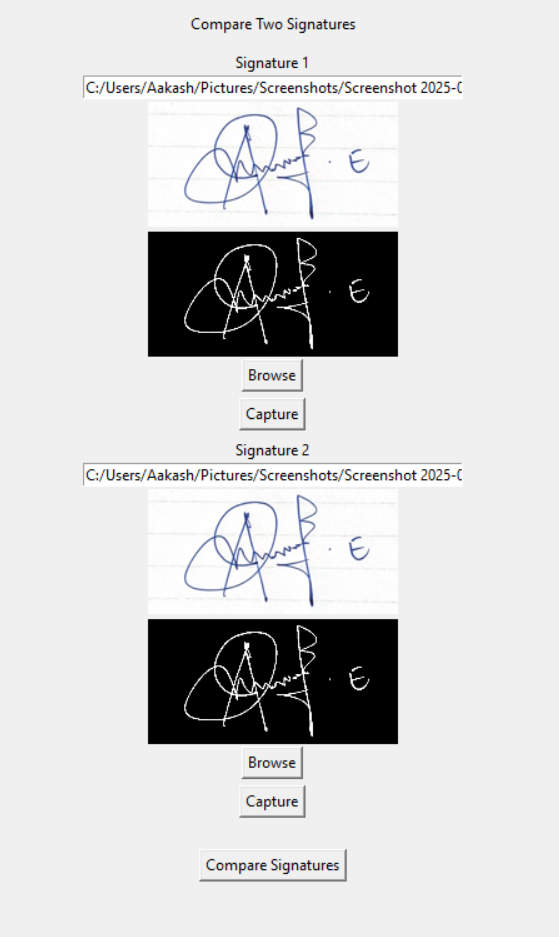 Compare Two Signatures
Signature 1
C:/Users/Aakash/Pictures/Screenshots/Screenshot 2025-0
. E
. E
Browse
Capture
Signature 2
C:/Users/Aakash/Pictures/Screenshots/Screenshot 2025-0
. E
. E
Browse
Capture
Compare Signatures